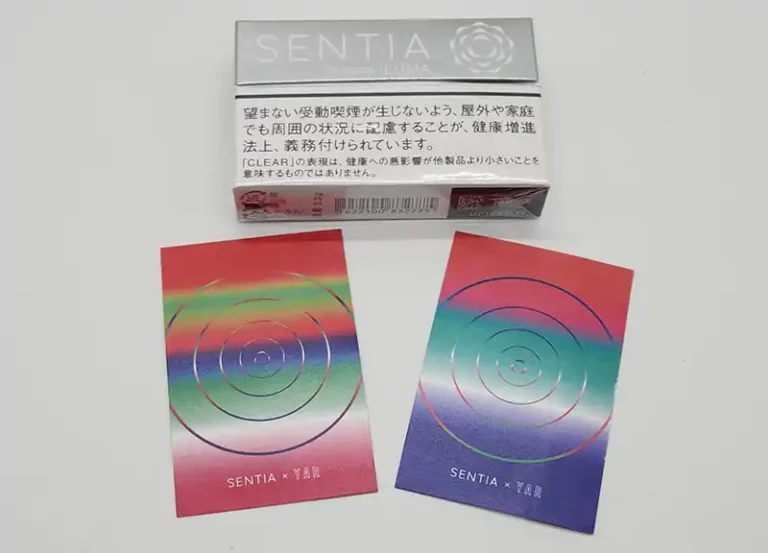 SENTIA
ILUMA
望まない受動喫煙が生じないよう、屋外や家庭
でも周囲の状況に配慮することが、健康増進
法上、義務付けられています。
「CLEAR」の表現は、健康への悪影響が他製品より小さいことを
意味するものではありません。
SENTIA × YAR
SENTIA × YAR